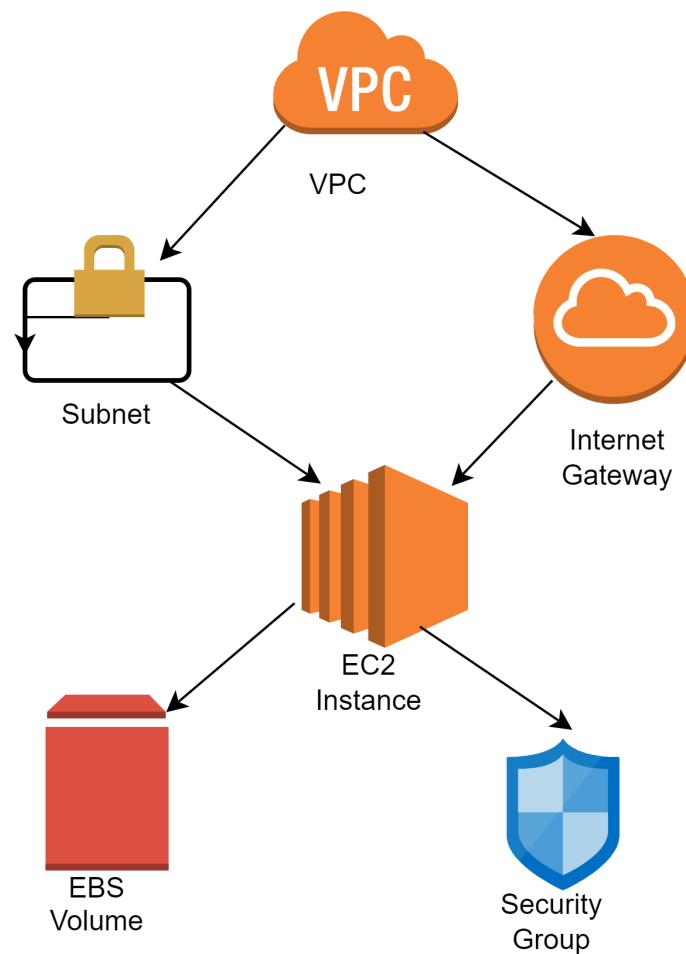 VPC
VPC
Subnet
Internet
Gateway
EC2
Instance
EBS
Volume
Security
Group